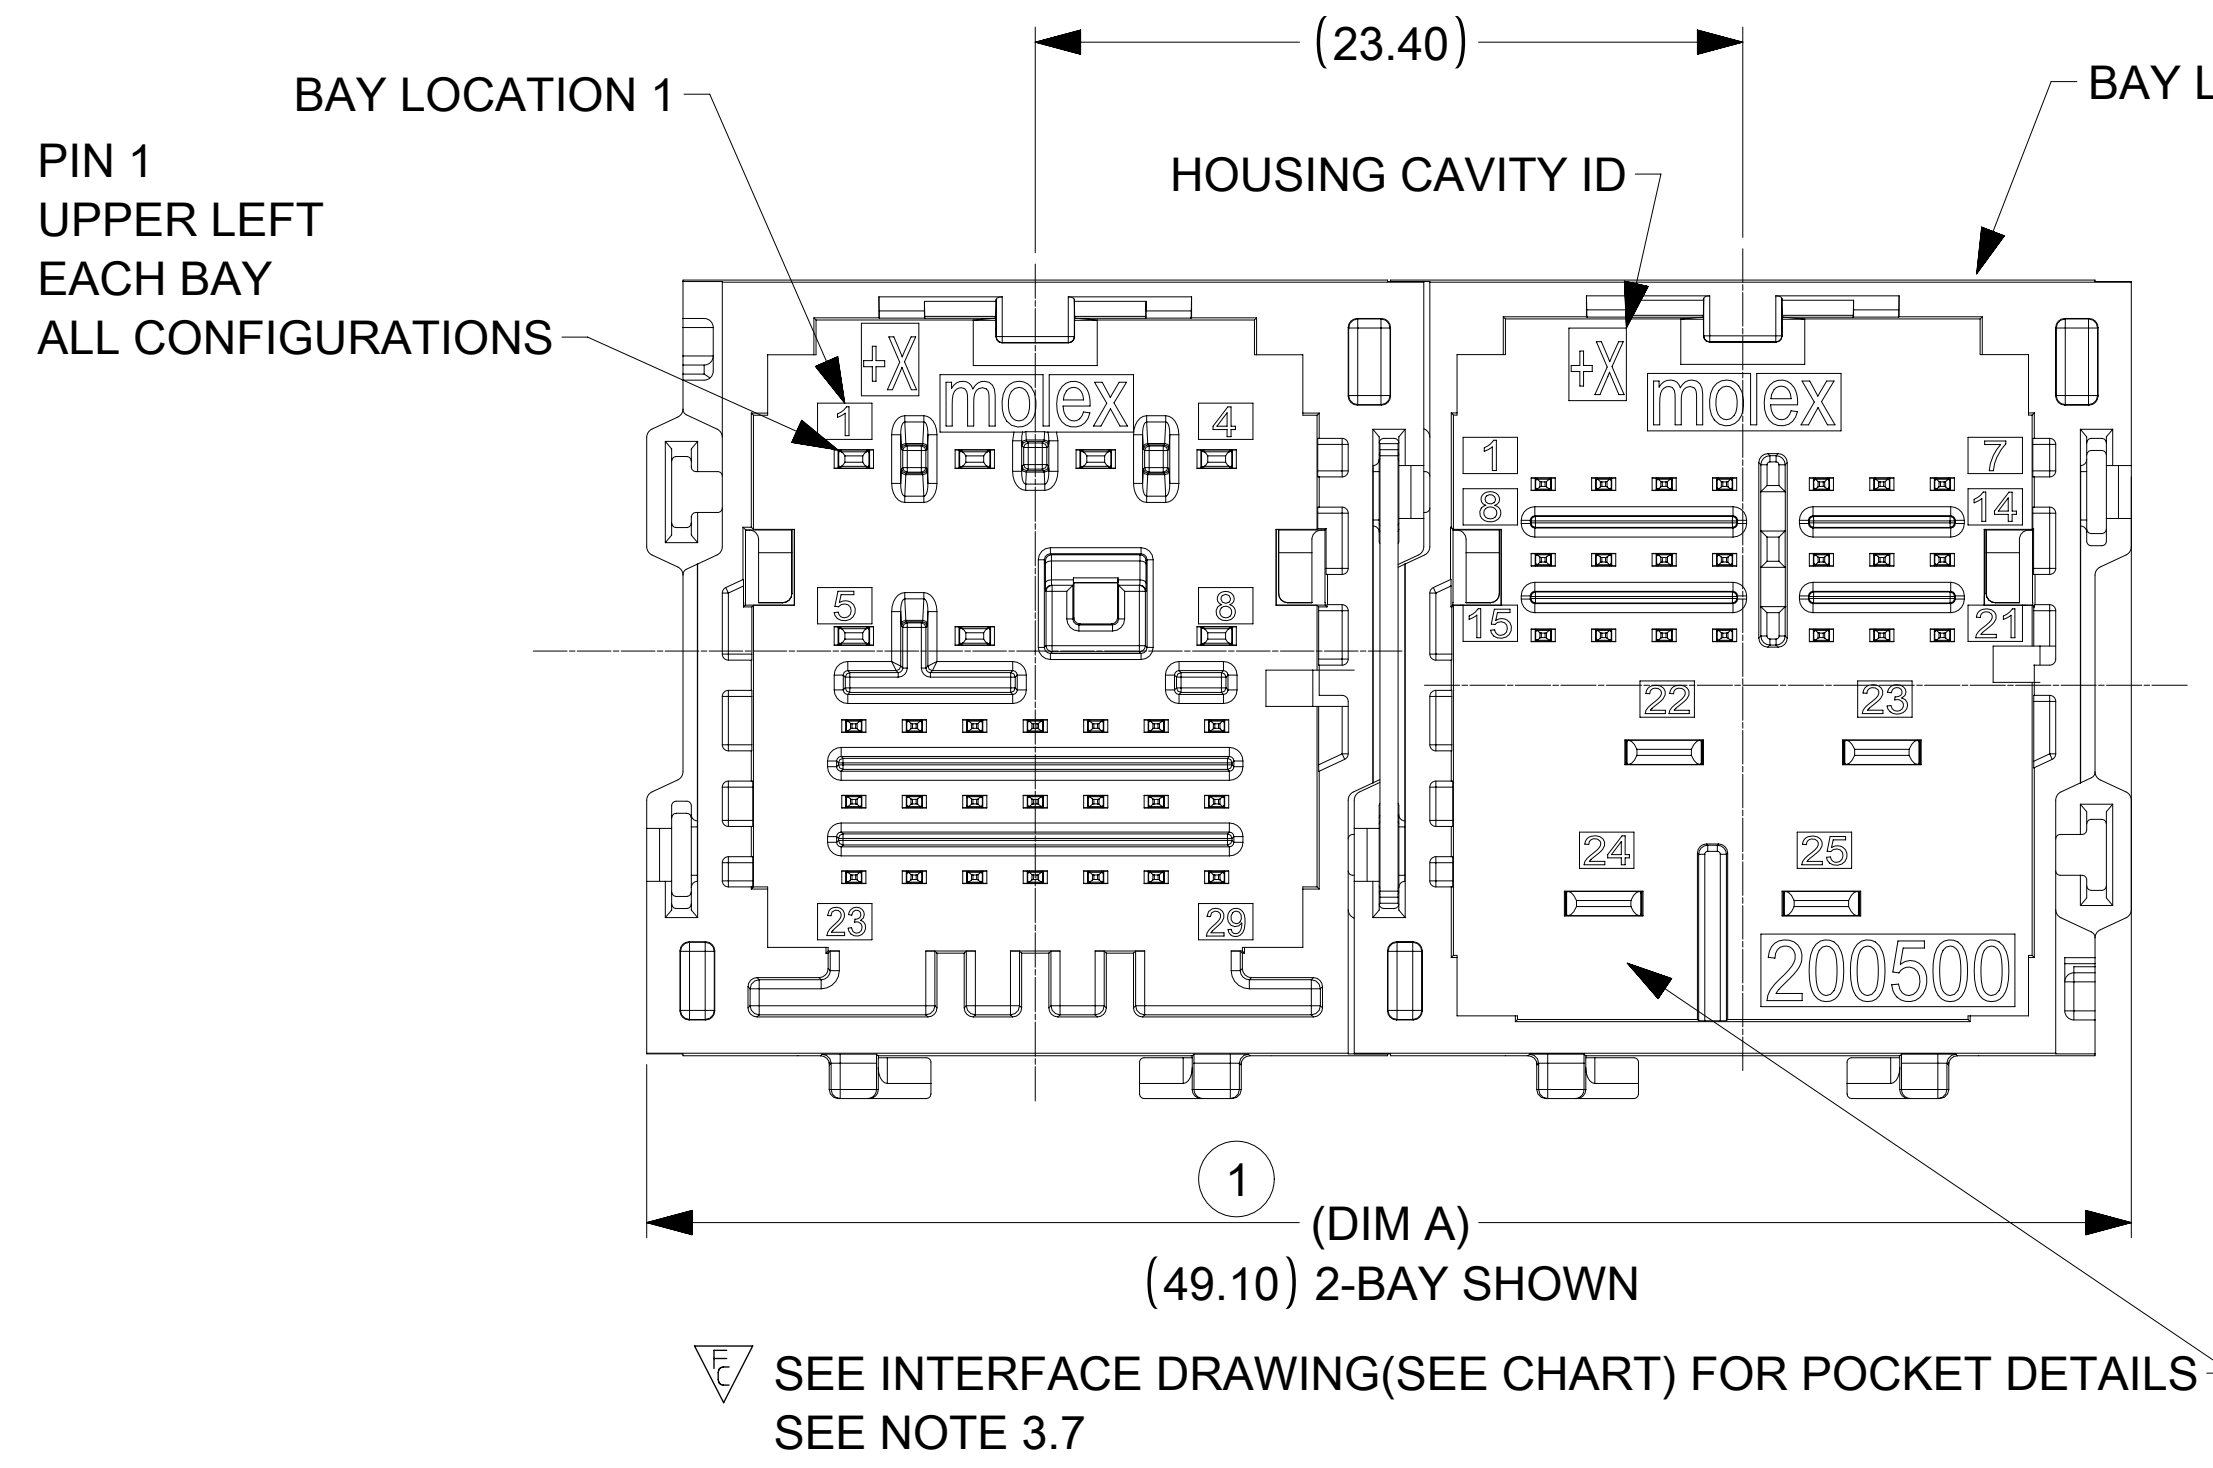 (23.40)
BAY LOCATION 1
BAY L
PIN 1
UPPER LEFT
EACH BAY
ALL CONFIGURATIONS
HOUSING CAVITY ID
+X
molex
1
4
5
8
23
29
+X
molex
1
7
8
14
15
21
22
23
24
25
200500
1
(DIM A)
(49.10) 2-BAY SHOWN
FC
SEE INTERFACE DRAWING(SEE CHART) FOR POCKET DETAILS
SEE NOTE 3.7